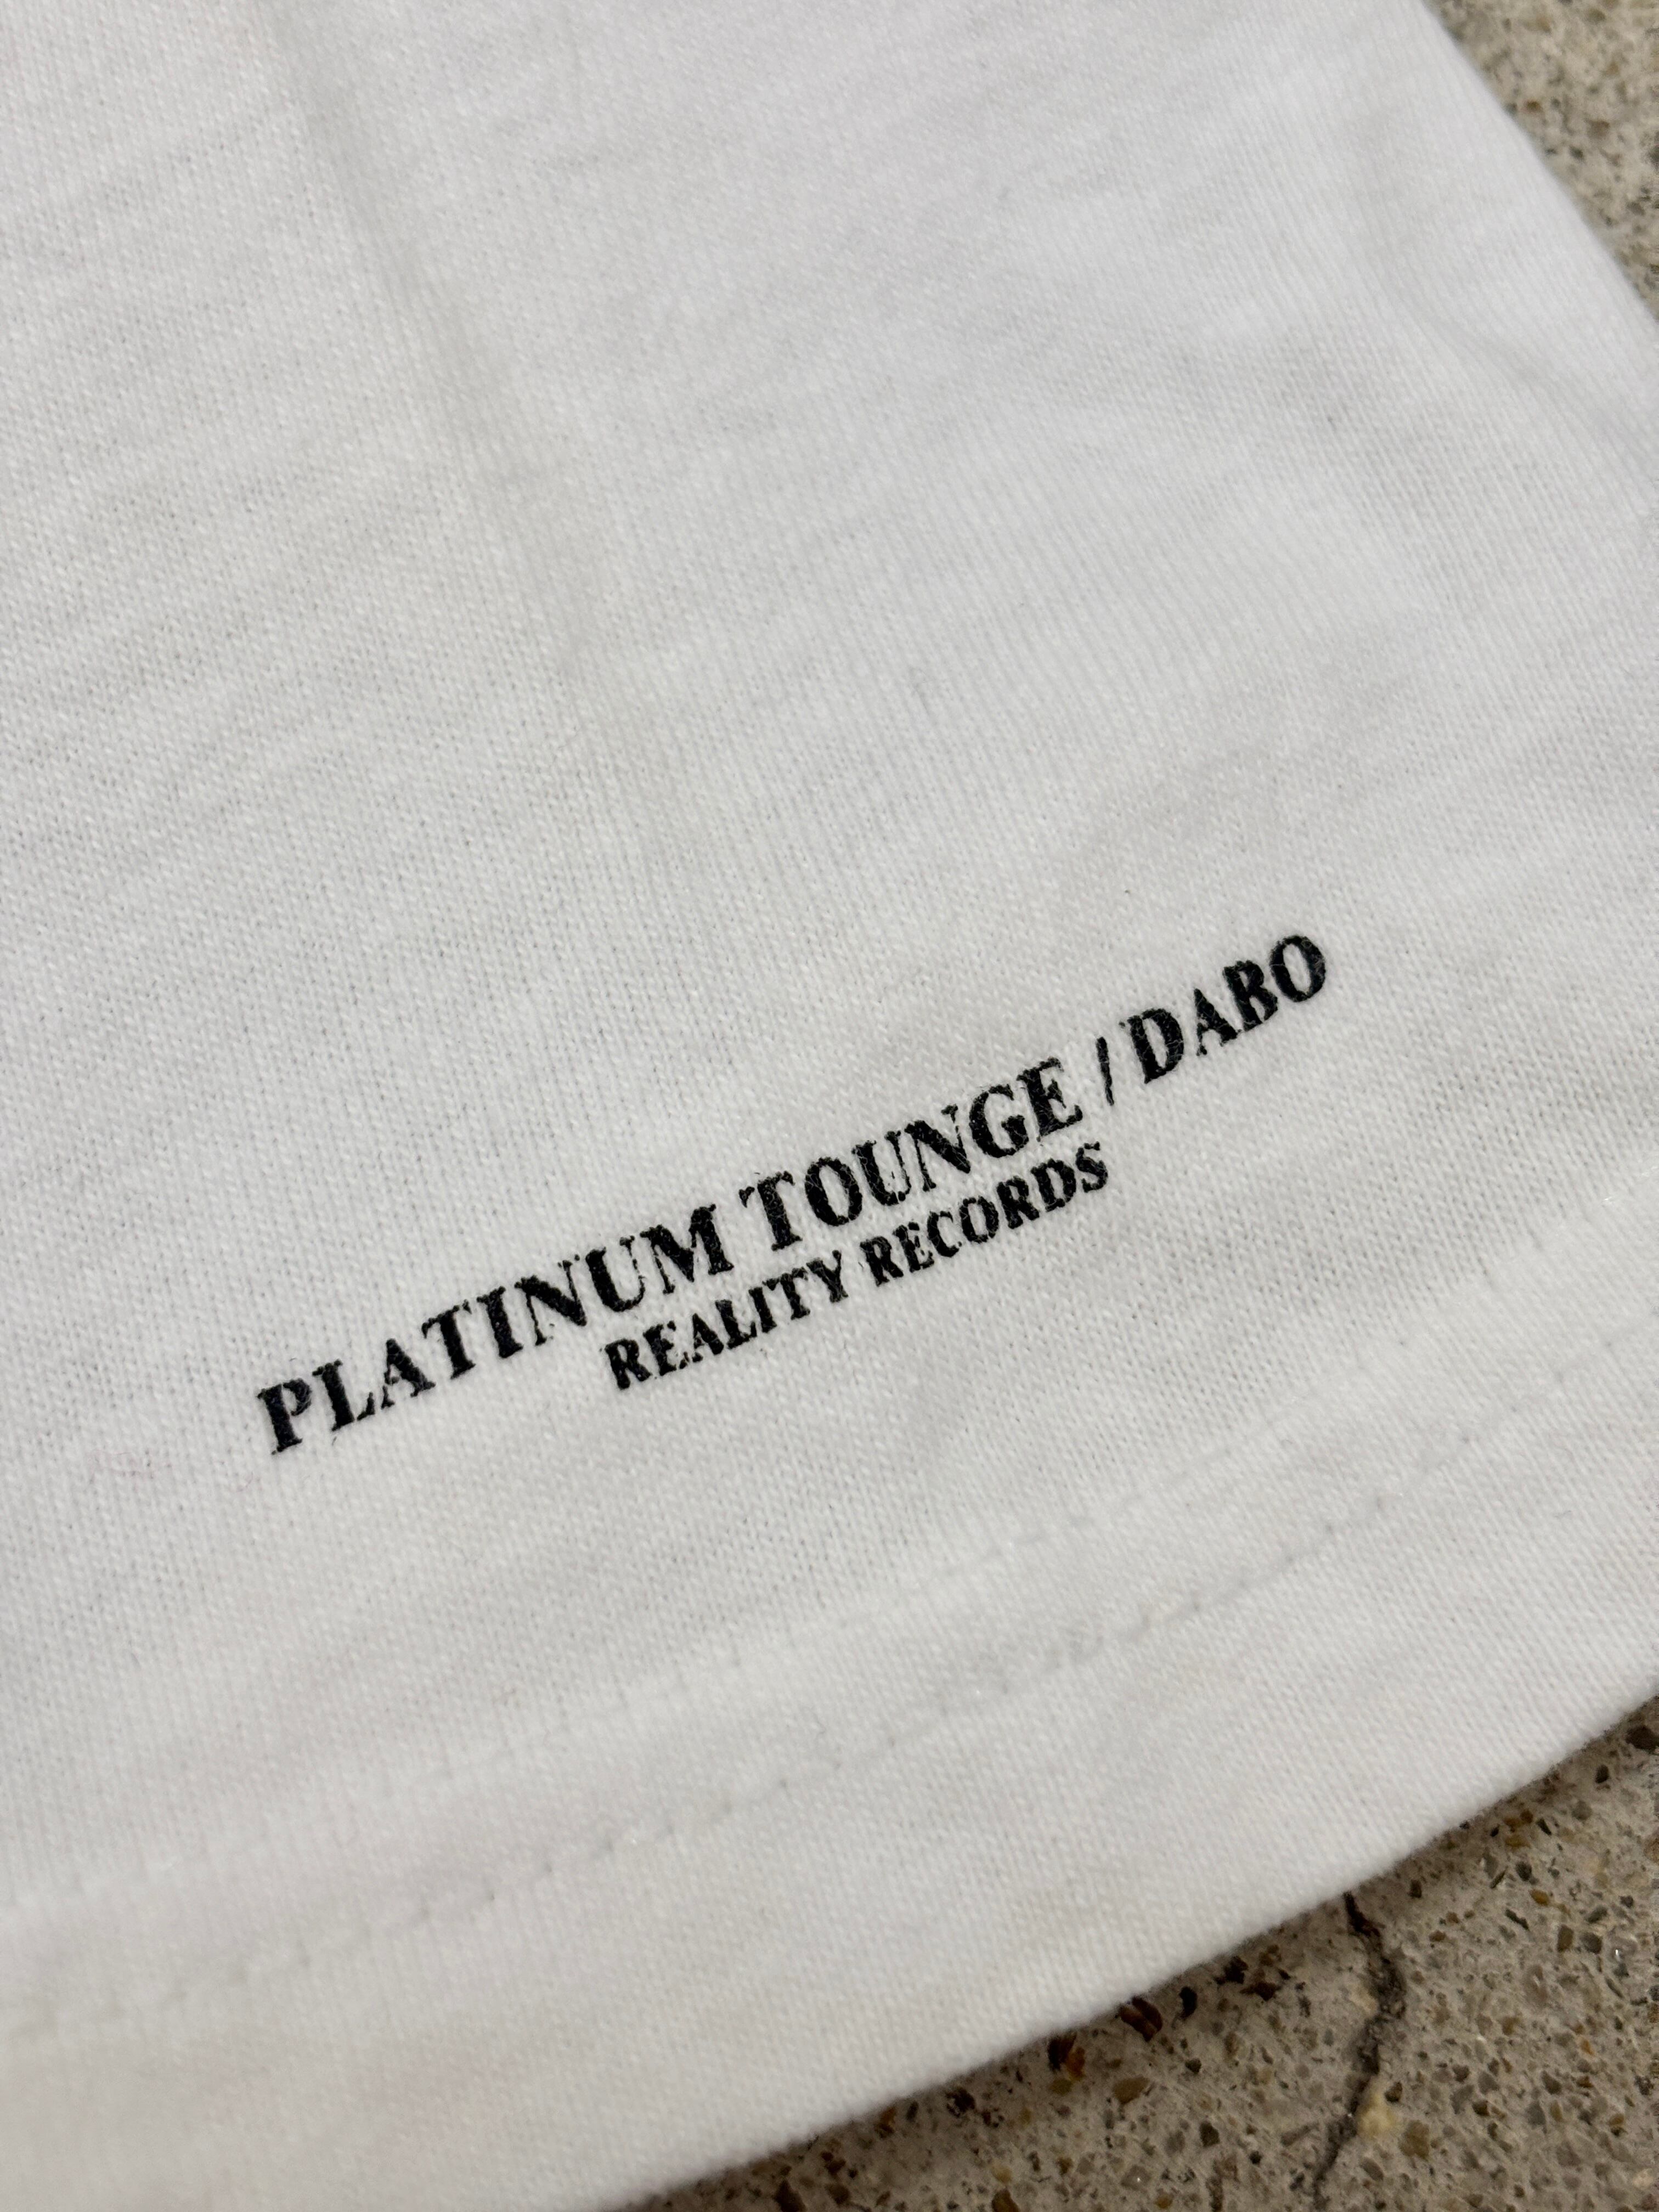 PLATINUM TOUNGE / DABO
REALITY RECORDS